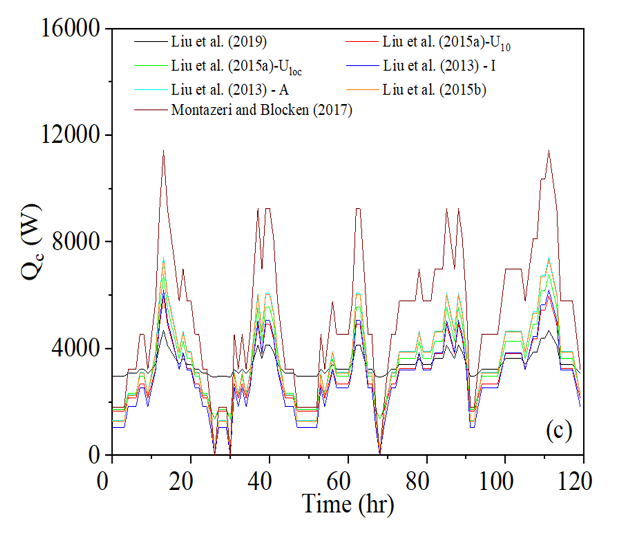 16000
12000
8000
4000
0
Q_c (W)
Liu et al. (2019)
Liu et al. (2015a)-U_10
Liu et al. (2015a)-U_loc
Liu et al. (2013) - I
Liu et al. (2013) - A
Liu et al. (2015b)
Montazeri and Blocken (2017)
(c)
0 20 40 60 80 100 120
Time (hr)